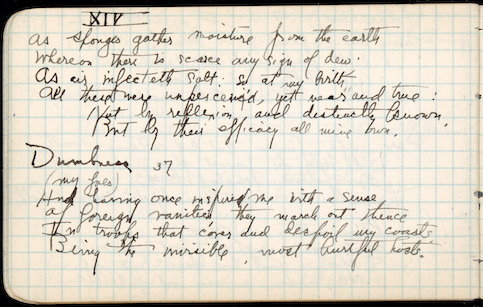 XIV
As sponges gather moisture from the earth
Whereon there is scarce any sign of dew:
As air infecteth salt: so at my birth
All these were unperceiv'd, yet near and true:
Not by reflexion, and distinctly known,
But by their efficacy all mine own.
Dumbness 37
(my foes)
And having once inspired me with a sense
Of foreign vanities they march out thence
In troops that cover and despoil my coasts
Being the invisible, most hurtful hosts.